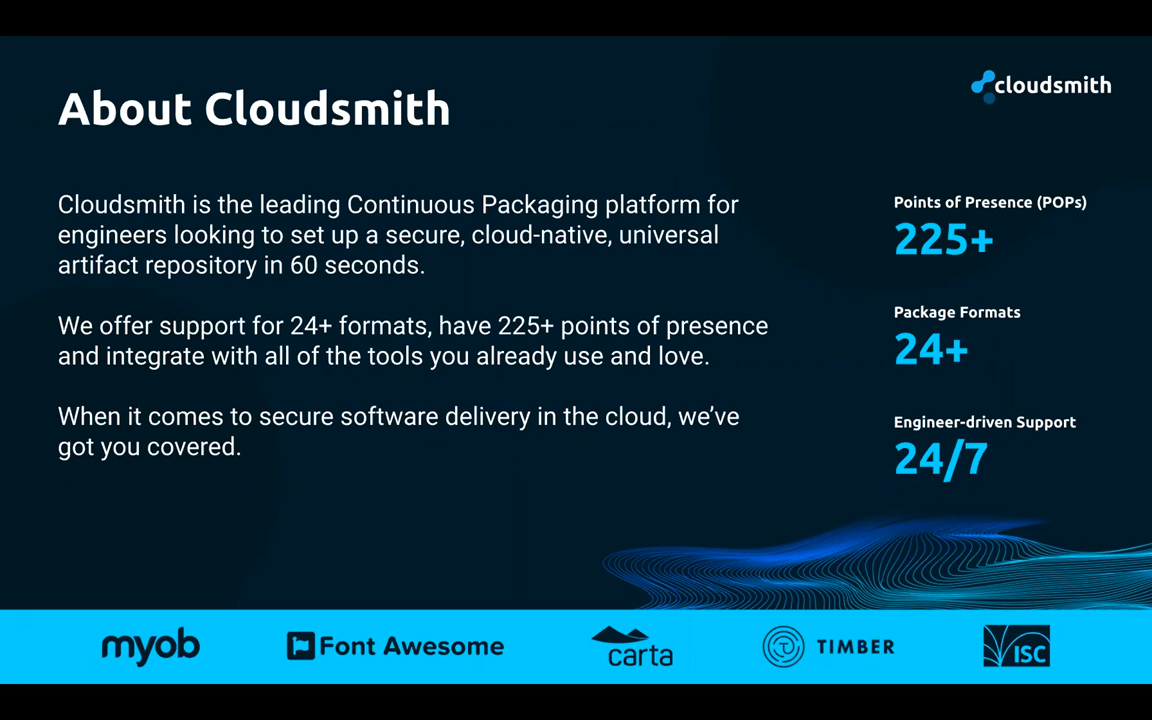 About Cloudsmith
cloudsmith
Cloudsmith is the leading Continuous Packaging platform for
engineers looking to set up a secure, cloud-native, universal
artifact repository in 60 seconds.
We offer support for 24+ formats, have 225+ points of presence
and integrate with all of the tools you already use and love.
When it comes to secure software delivery in the cloud, we’ve
got you covered.
Points of Presence (POPs)
225+
Package Formats
24+
Engineer-driven Support
24/7
myob
Font Awesome
carta
TIMBER
ISC